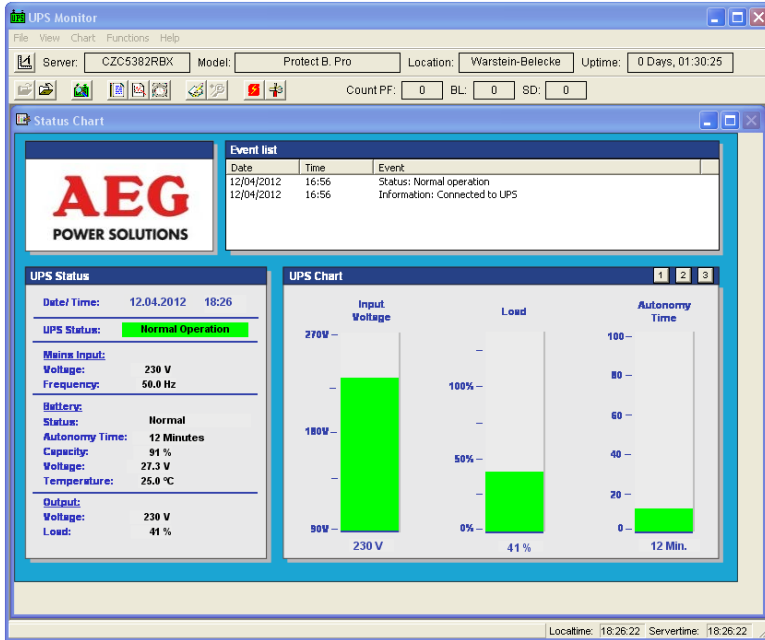 UPS Monitor
File View Chart Functions Help
Server: CZC5382RBX Model: Protect B. Pro Location: Warstein-Belecke Uptime: 0 Days, 01:30:25
Count PF: 0 BL: 0 SD: 0
Status Chart
AEG
POWER SOLUTIONS
Event list
Date Time Event
12/04/2012 16:56 Status: Normal operation
12/04/2012 16:56 Information: Connected to UPS
UPS Status
Date/ Time: 12.04.2012 18:26
UPS Status: Normal Operation
Mains Input:
Voltage: 230 V
Frequency: 50.0 Hz
Battery:
Status: Normal
Autonomy Time: 12 Minutes
Capacity: 91 %
Voltage: 27.3 V
Temperature: 25.0 ºC
Output:
Voltage: 230 V
Load: 41 %
UPS Chart 1 2 3
Input
Voltage
270V
180V
90V
230 V
Load
100%
50%
0%
41 %
Autonomy
Time
100
80
60
40
20
0
12 Min.
Localtime: 18:26:22 Servertime: 18:26:22